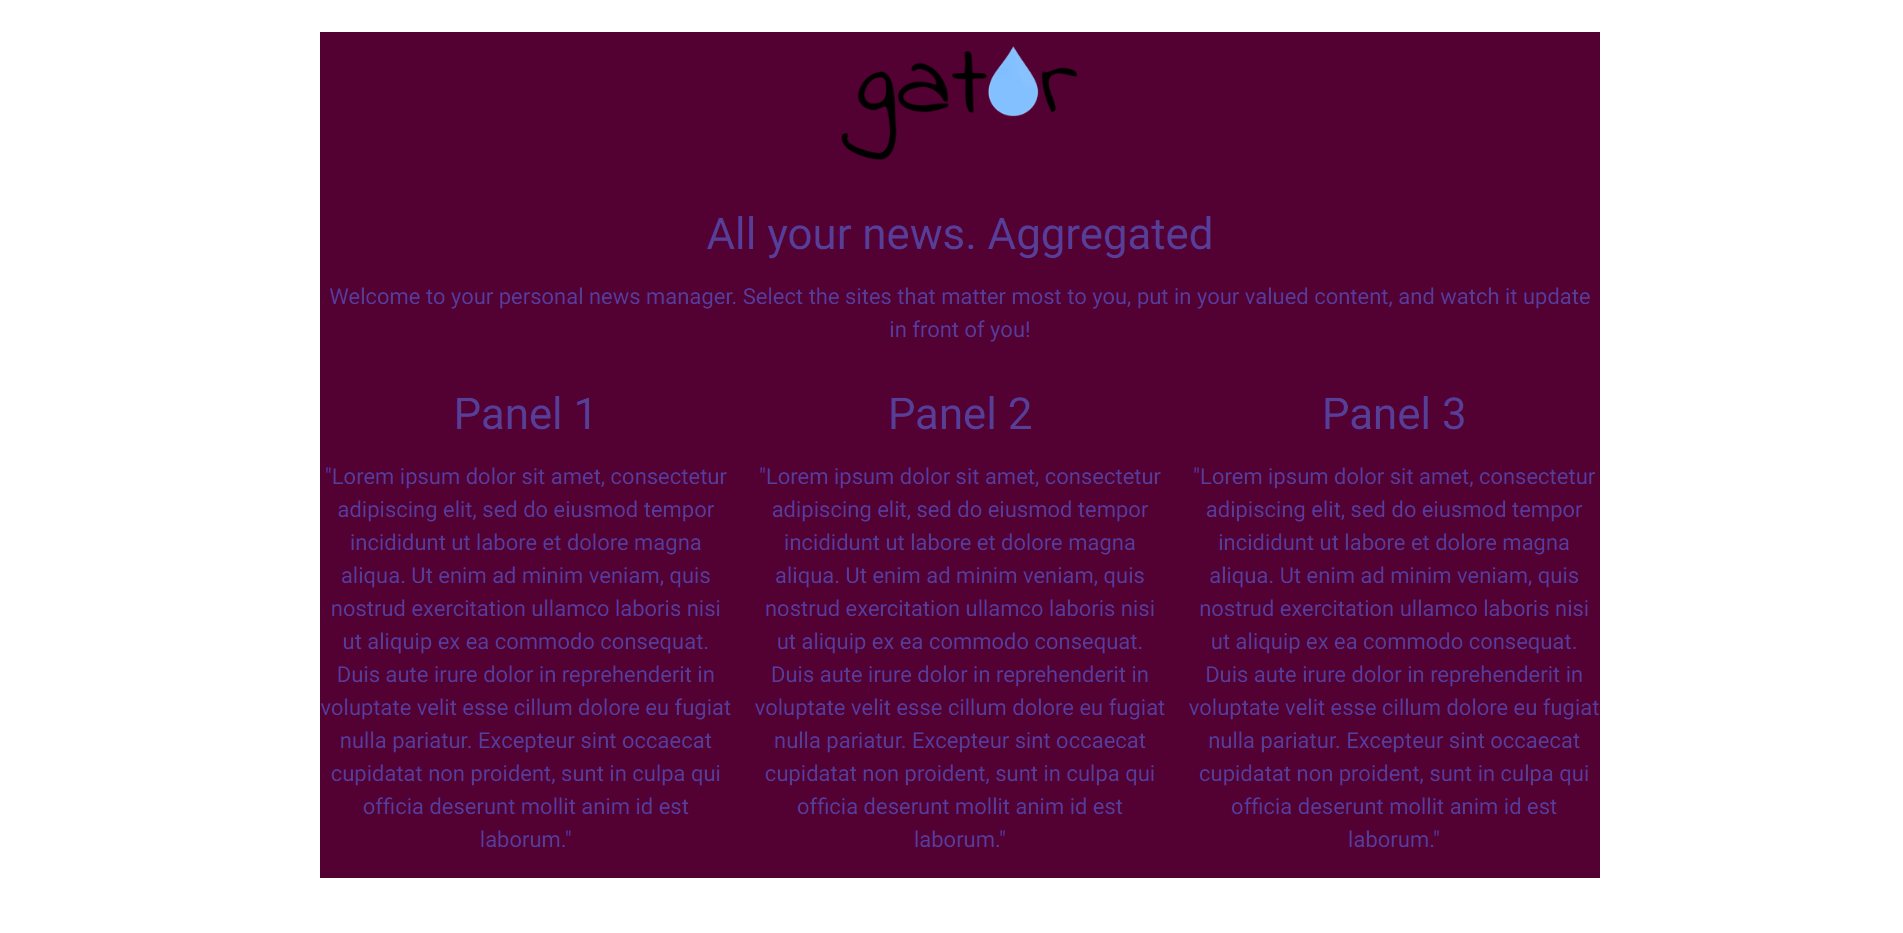 gator
All your news. Aggregated
Welcome to your personal news manager. Select the sites that matter most to you, put in your valued content, and watch it update
in front of you!
Panel 1
"Lorem ipsum dolor sit amet, consectetur
adipiscing elit, sed do eiusmod tempor
incididunt ut labore et dolore magna
aliqua. Ut enim ad minim veniam, quis
nostrud exercitation ullamco laboris nisi
ut aliquip ex ea commodo consequat.
Duis aute irure dolor in reprehenderit in
voluptate velit esse cillum dolore eu fugiat
nulla pariatur. Excepteur sint occaecat
cupidatat non proident, sunt in culpa qui
officia deserunt mollit anim id est
laborum."
Panel 2
"Lorem ipsum dolor sit amet, consectetur
adipiscing elit, sed do eiusmod tempor
incididunt ut labore et dolore magna
aliqua. Ut enim ad minim veniam, quis
nostrud exercitation ullamco laboris nisi
ut aliquip ex ea commodo consequat.
Duis aute irure dolor in reprehenderit in
voluptate velit esse cillum dolore eu fugiat
nulla pariatur. Excepteur sint occaecat
cupidatat non proident, sunt in culpa qui
officia deserunt mollit anim id est
laborum."
Panel 3
"Lorem ipsum dolor sit amet, consectetur
adipiscing elit, sed do eiusmod tempor
incididunt ut labore et dolore magna
aliqua. Ut enim ad minim veniam, quis
nostrud exercitation ullamco laboris nisi
ut aliquip ex ea commodo consequat.
Duis aute irure dolor in reprehenderit in
voluptate velit esse cillum dolore eu fugiat
nulla pariatur. Excepteur sint occaecat
cupidatat non proident, sunt in culpa qui
officia deserunt mollit anim id est
laborum."